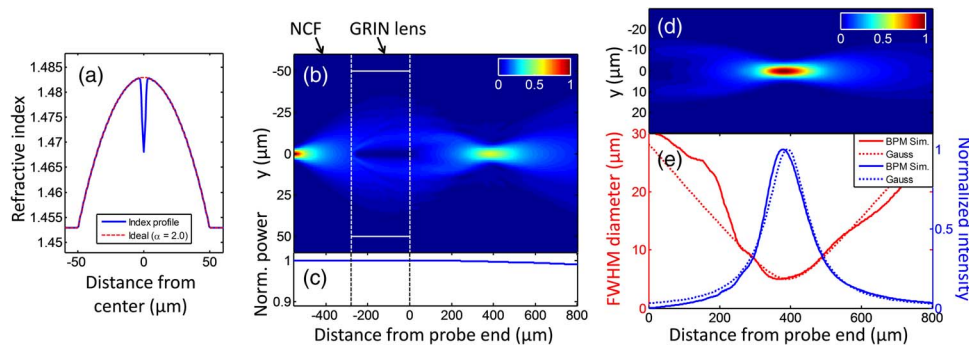 (a)
Refractive index
1.485
1.48
1.475
1.47
1.465
1.46
1.455
1.45
Index profile
Ideal (α = 2.0)
-50 0 50
Distance from
center (µm)
NCF GRIN lens
(b)
0 0.5 1
y (µm)
-50
-25
0
25
50
(c)
Norm. power
1
0.9
-400 -200 0 200 400 600 800
Distance from probe end (µm)
(d)
0 0.5 1
y (µm)
-20
-10
0
10
20
(e)
BPM Sim.
Gauss
BPM Sim.
Gauss
FWHM diameter (µm)
30
20
10
0
Normalized intensity
1
0.5
0
0 200 400 600 800
Distance from probe end (µm)